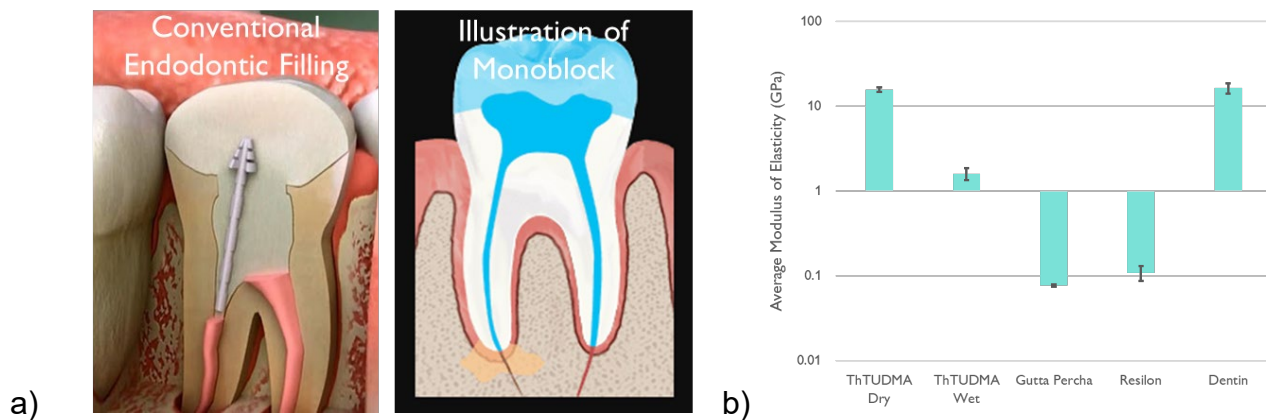 a)
Conventional
Endodontic Filling
Illustration of
Monoblock
b)
Average Modulus of Elasticity (GPa)
100
10
1
0.1
0.01
ThTUDMA
Dry
ThTUDMA
Wet
Gutta Percha
Resilon
Dentin